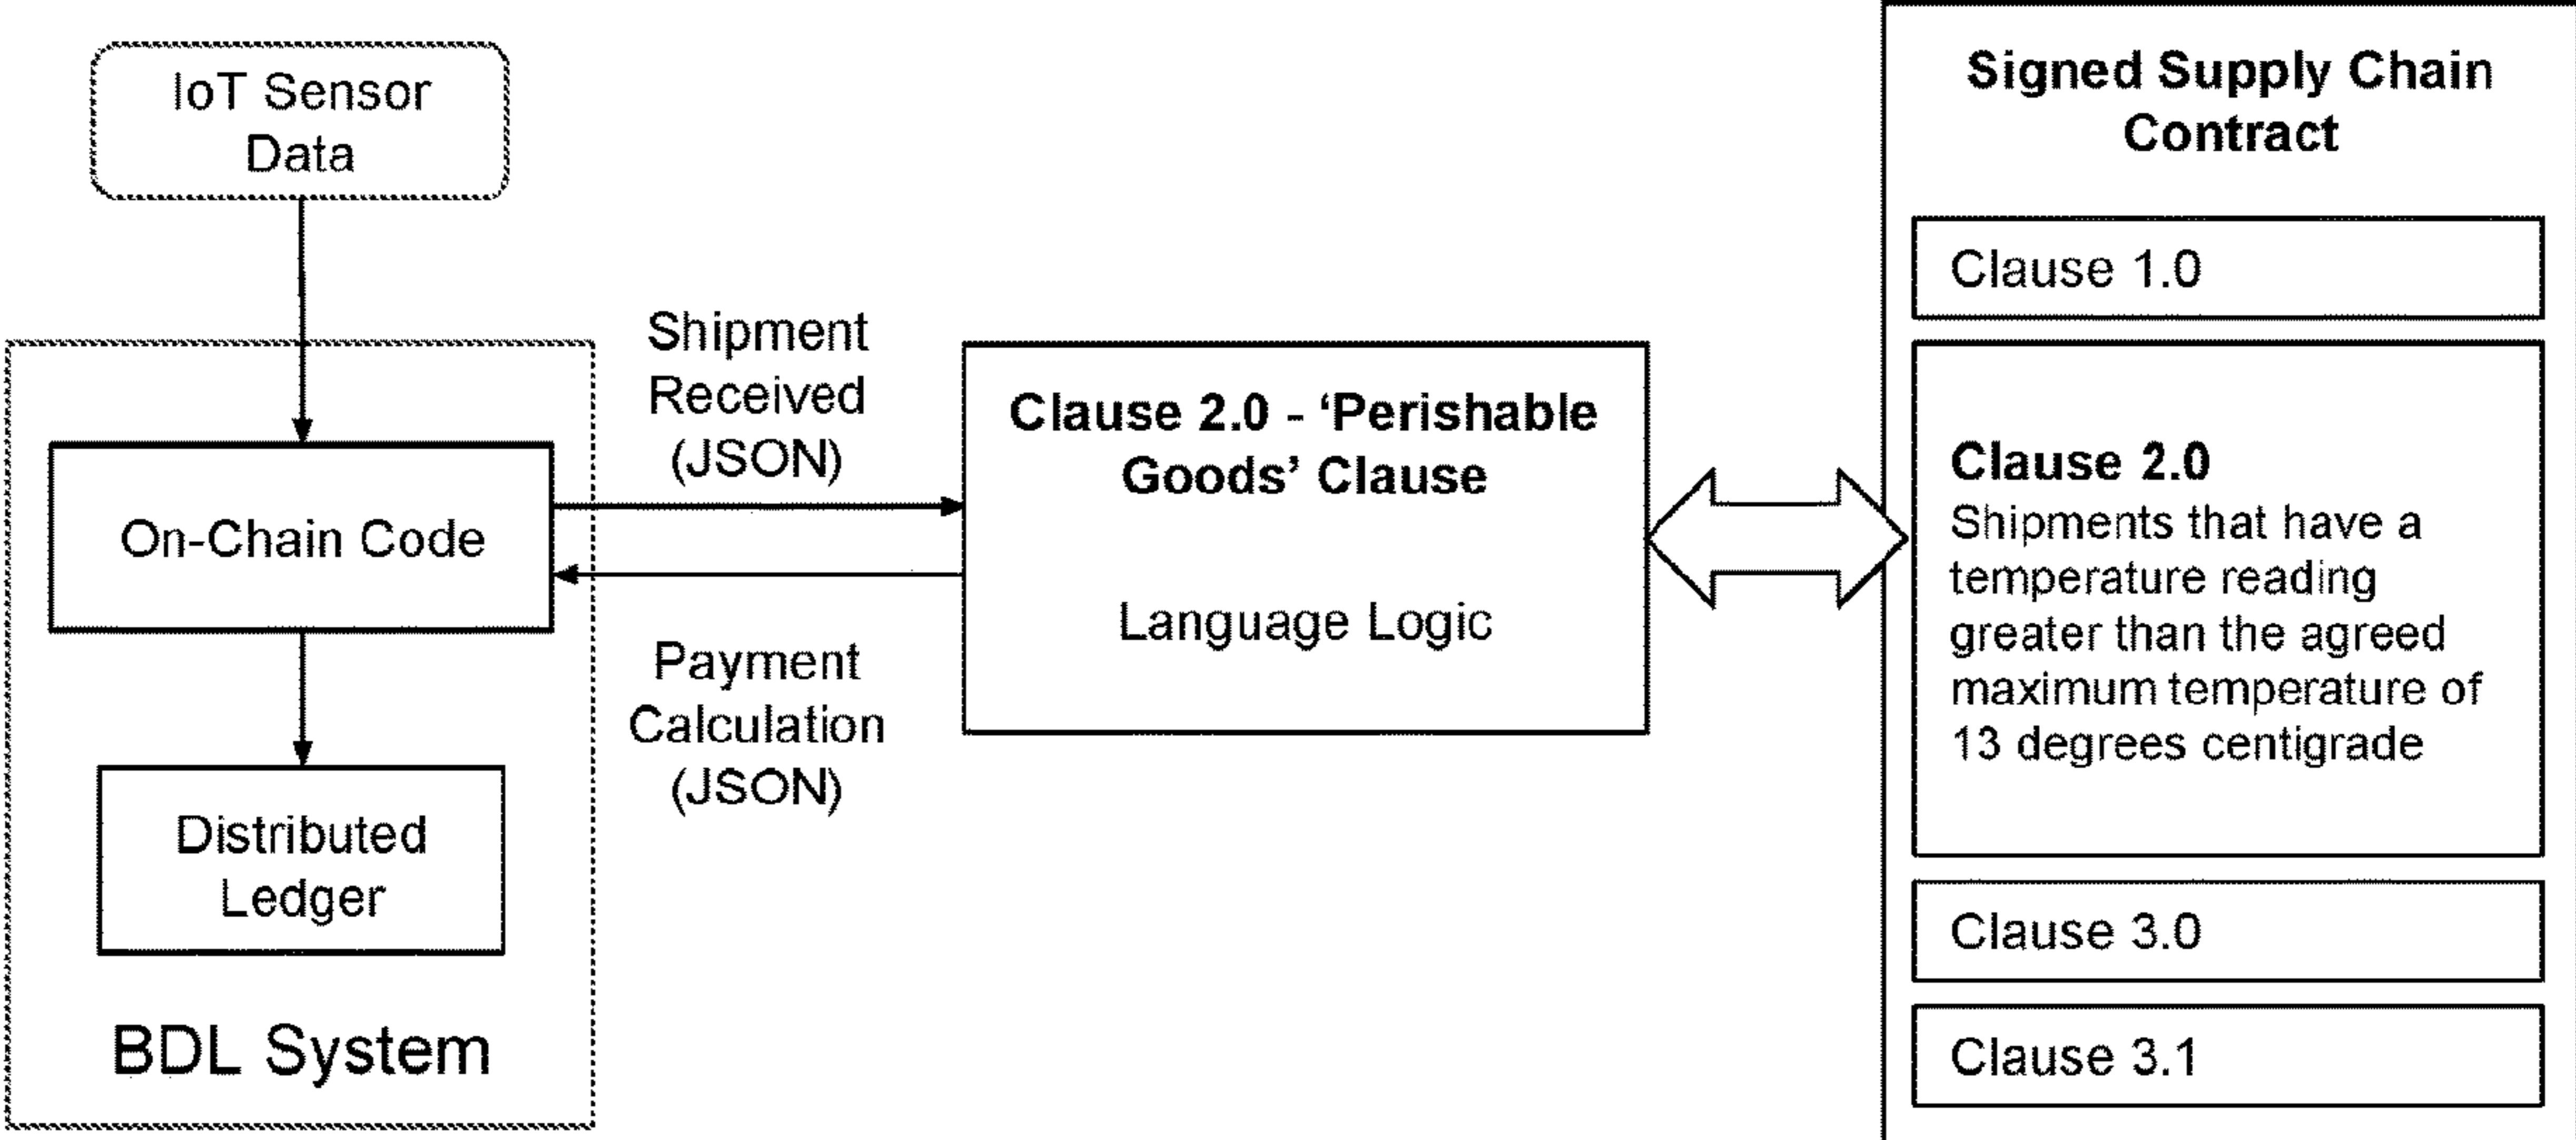 IoT Sensor
Data
On-Chain Code
Distributed
Ledger
BDL System
Shipment
Received
(JSON)
Payment
Calculation
(JSON)
Clause 2.0 - ‘Perishable
Goods’ Clause
Language Logic
Signed Supply Chain
Contract
Clause 1.0
Clause 2.0
Shipments that have a
temperature reading
greater than the agreed
maximum temperature of
13 degrees centigrade
Clause 3.0
Clause 3.1